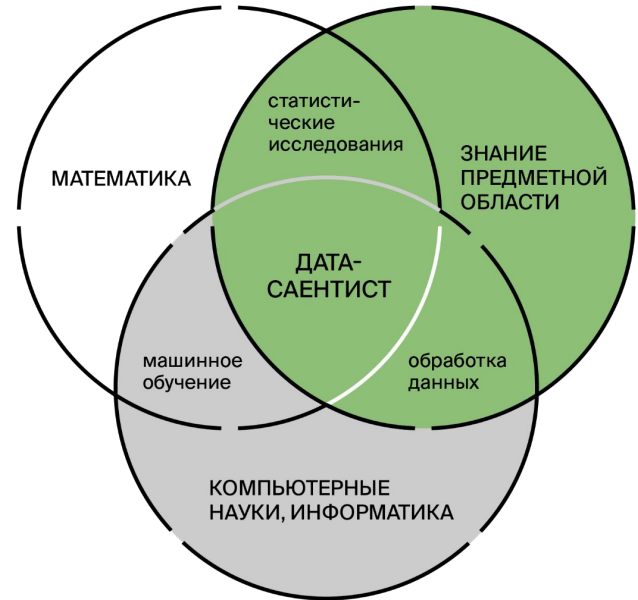 статисти-
ческие
исследования
МАТЕМАТИКА
ЗНАНИЕ
ПРЕДМЕТНОЙ
ОБЛАСТИ
ДАТА-
САЕНТИСТ
машинное
обучение
обработка
данных
КОМПЬЮТЕРНЫЕ
НАУКИ, ИНФОРМАТИКА